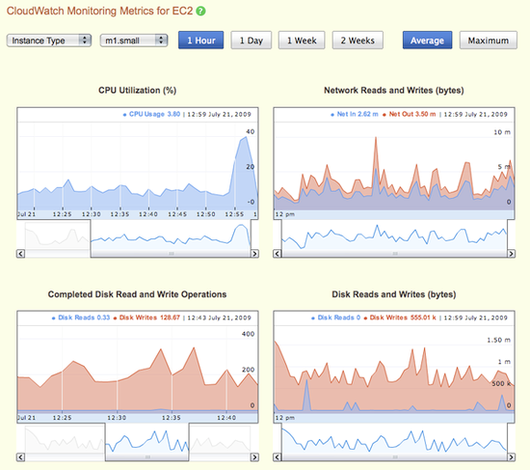 CloudWatch Monitoring Metrics for EC2 ?
Instance Type m1.small 1 Hour 1 Day 1 Week 2 Weeks Average Maximum
CPU Utilization (%)
CPU Usage 3.80 | 12:59 July 21, 2009
40
20
-0
Jul 21 12:25 12:30 12:35 12:40 12:45 12:50 12:55 1
Network Reads and Writes (bytes)
Net In 2.62 m Net Out 3.50 m | 12:59 July 21, 2009
10 m
5 m
0
12 pm
Completed Disk Read and Write Operations
Disk Reads 0.33 Disk Writes 128.67 | 12:43 July 21, 2009
400
200
0
Jul 21 12:25 12:30 12:35 12:40
Disk Reads and Writes (bytes)
Disk Reads 0 Disk Writes 555.01 k | 12:59 July 21, 2009
1.50 m
1 m
500 k
0
12 pm